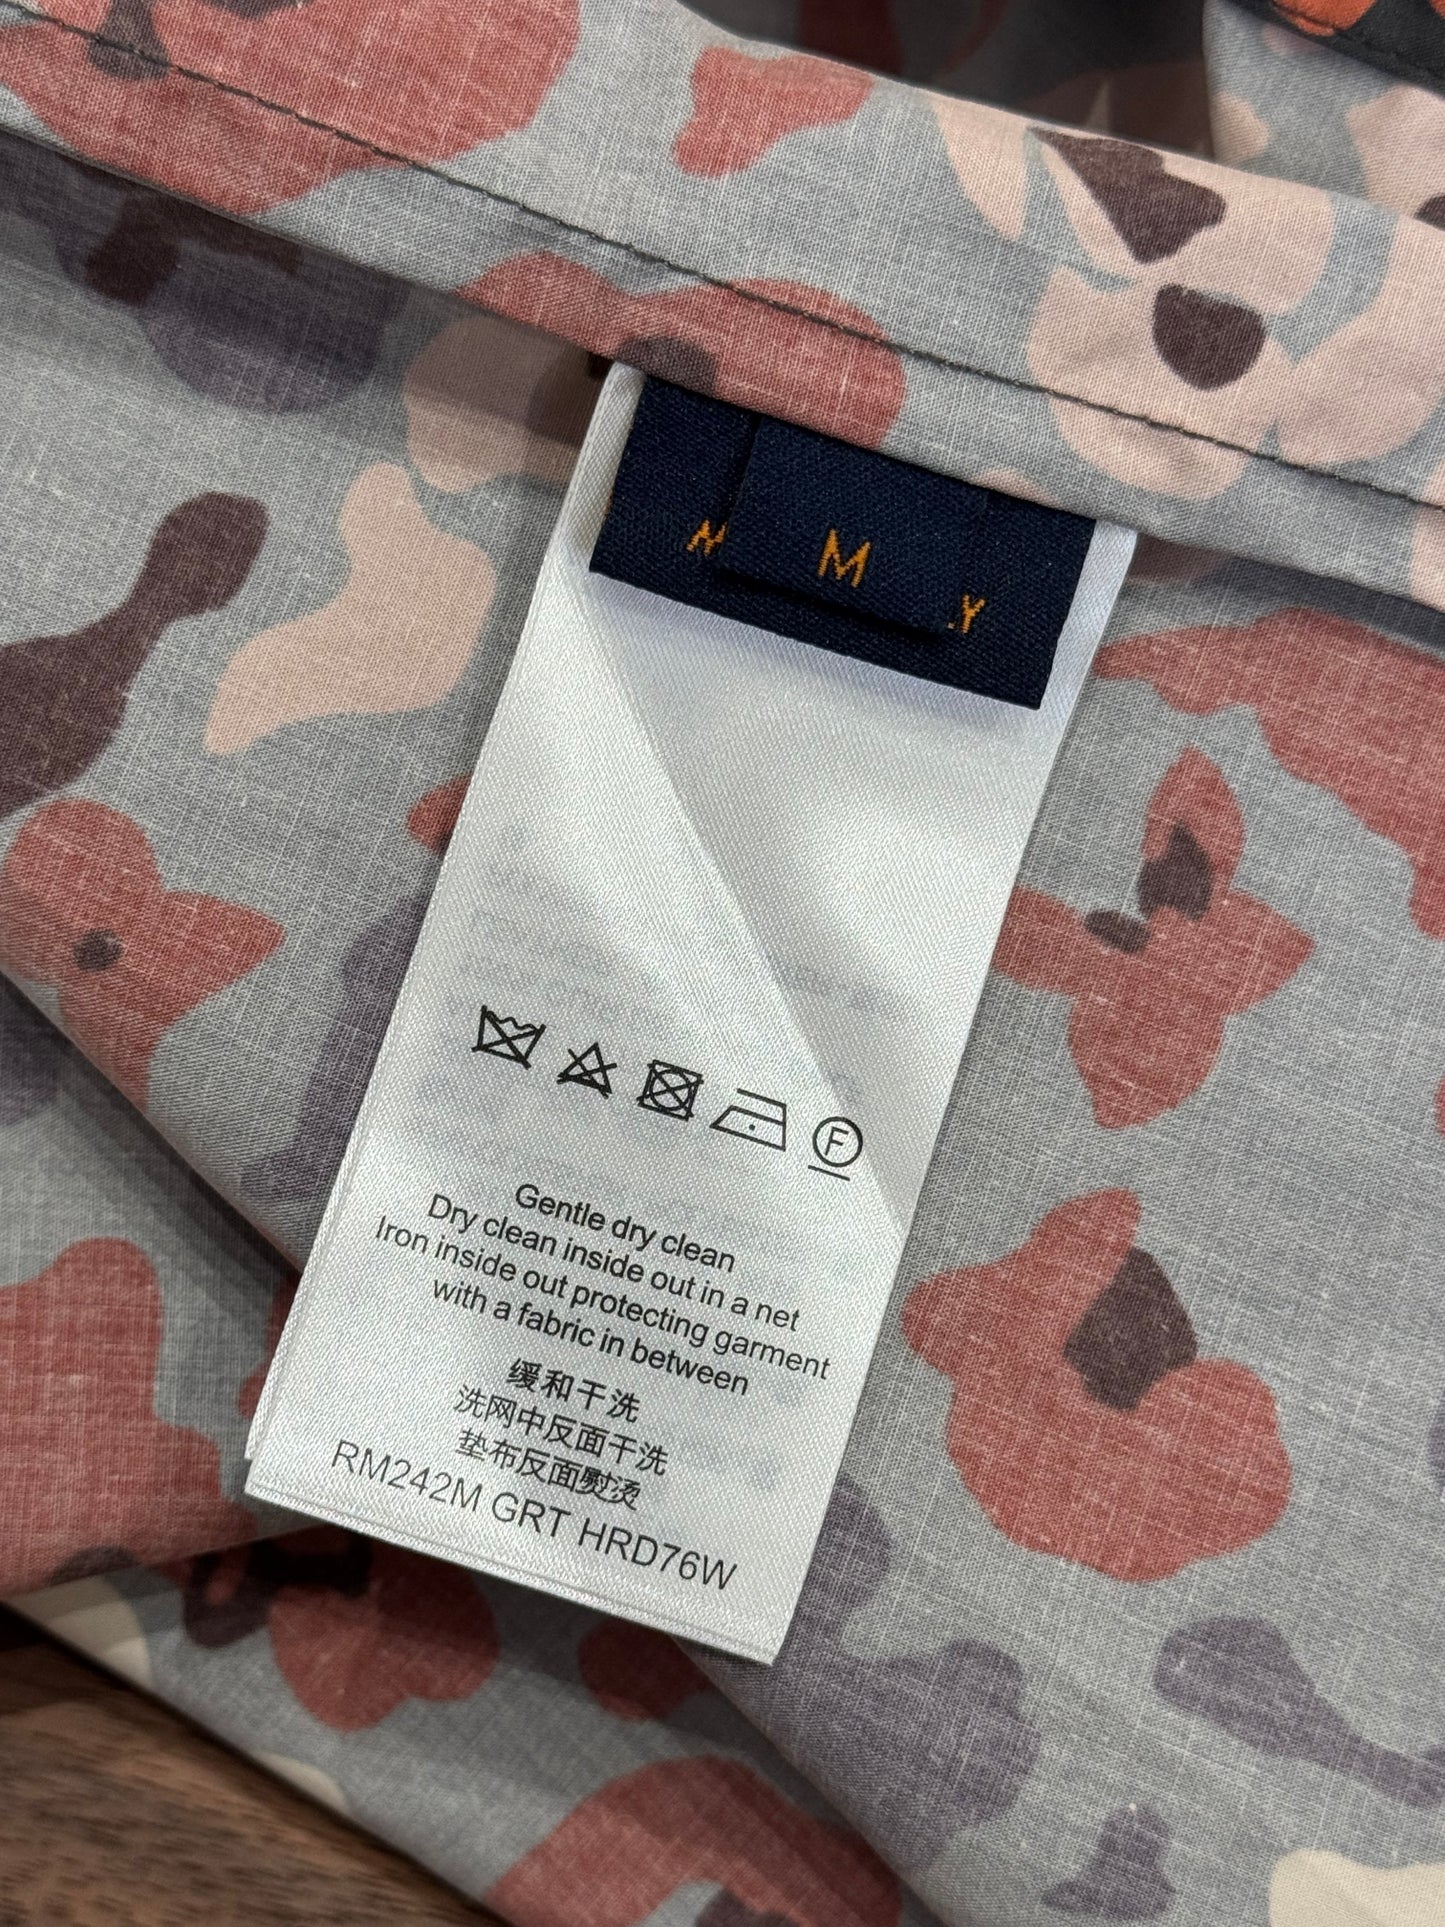 M
M
.Y
F
Gentle dry clean
Dry clean inside out in a net
Iron inside out protecting garment
with a fabric in between
缓和干洗
洗网中反面干洗
垫布反面熨烫
RM242M GRT HRD76W